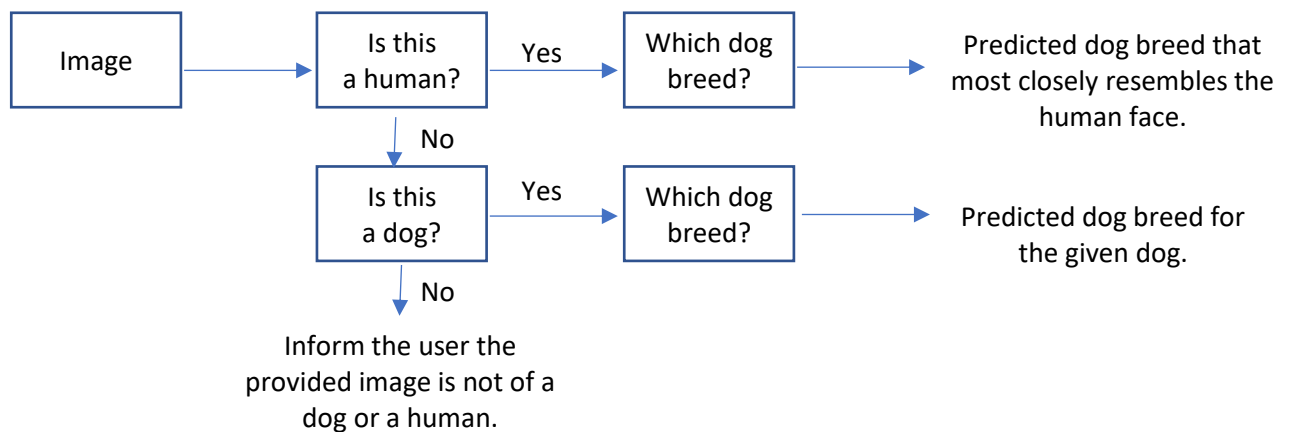 Image
Is this
a human?
Yes
Which dog
breed?
Predicted dog breed that
most closely resembles the
human face.
No
Is this
a dog?
Yes
Which dog
breed?
Predicted dog breed for
the given dog.
No
Inform the user the
provided image is not of a
dog or a human.